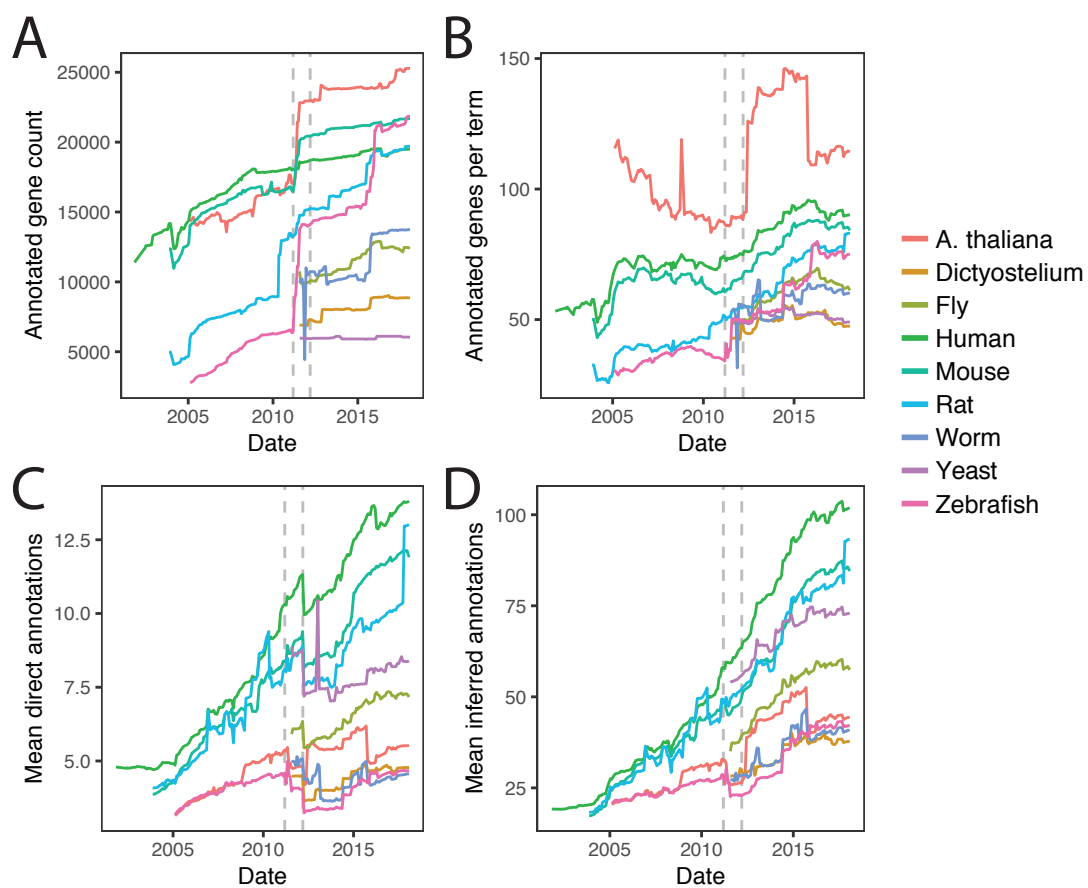 A
B
25000
20000
15000
10000
5000
Annotated gene count
2005 2010 2015
Date
150
100
50
Annotated genes per term
2005 2010 2015
Date
A. thaliana
Dictyostelium
Fly
Human
Mouse
Rat
Worm
Yeast
Zebrafish
C
D
12.5
10.0
7.5
5.0
Mean direct annotations
2005 2010 2015
Date
100
75
50
25
Mean inferred annotations
2005 2010 2015
Date